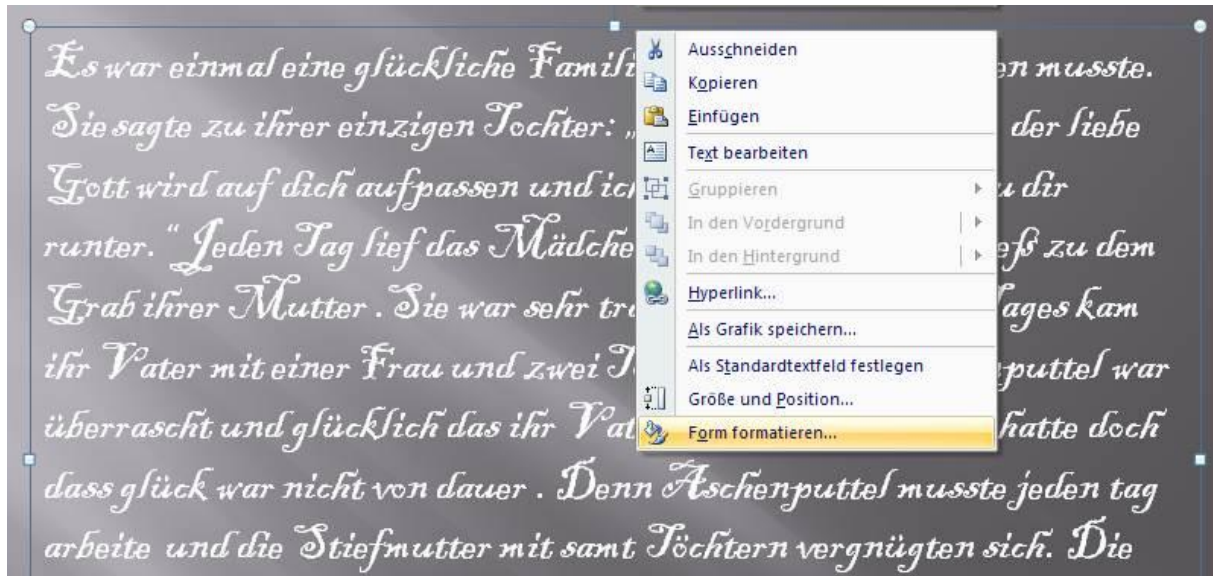 Es war einmal eine glückliche Famili en musste.
Sie sagte zu ihrer einzigen Tochter: „ der liebe
Gott wird auf dich aufpassen und ich u dir
runter. “ Jeden Tag lief das Mädche eß zu dem
Grab ihrer Mutter . Sie war sehr tr ages kam
ihr Vater mit einer Frau und zwei T puttel war
überrascht und glücklich das ihr Vat hatte doch
dass glück war nicht von dauer . Denn Aschenputtel musste jeden tag
arbeite und die Stiefmutter mit samt Töchtern vergnügten sich. Die
Ausschneiden
Kopieren
Einfügen
Text bearbeiten
Gruppieren
In den Vordergrund
In den Hintergrund
Hyperlink...
Als Grafik speichern...
Als Standardtextfeld festlegen
Größe und Position...
Form formatieren...